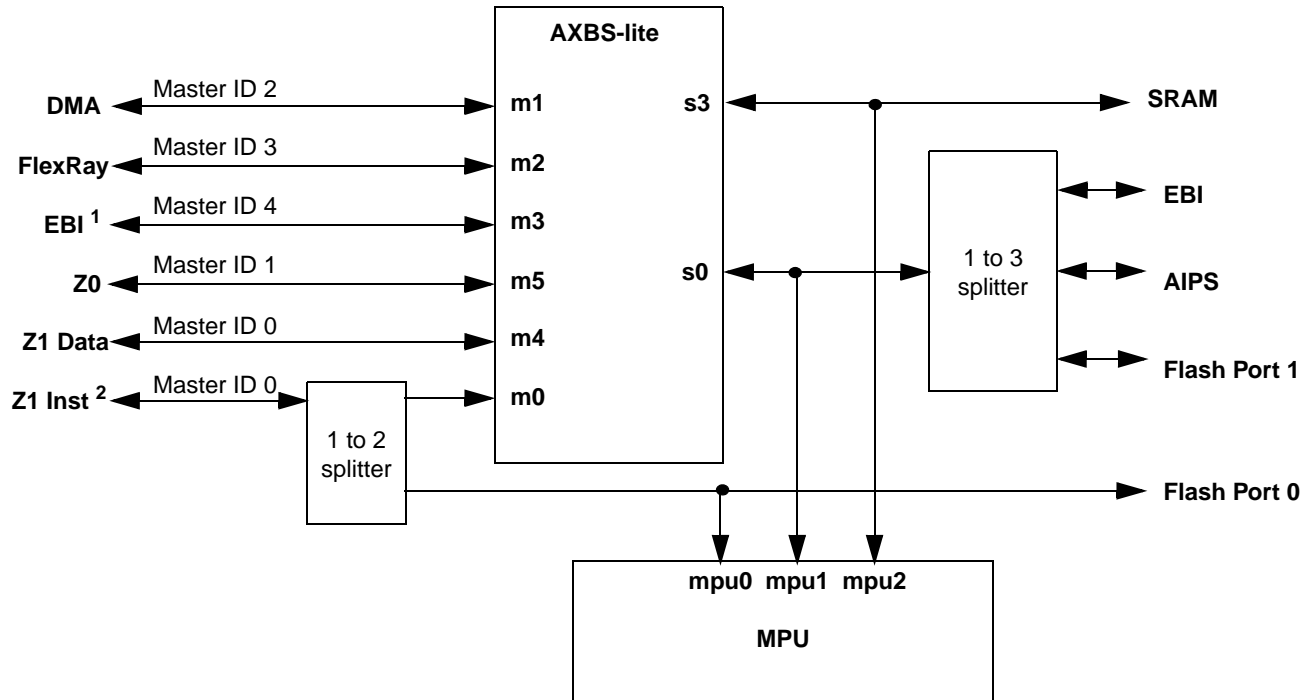 AXBS-lite
Master ID 2
DMA
m1
s3
SRAM
Master ID 3
FlexRay
m2
Master ID 4
EBI 1
m3
EBI
Master ID 1
Z0
m5
s0
1 to 3
splitter
AIPS
Master ID 0
Z1 Data
m4
Flash Port 1
Master ID 0
Z1 Inst 2
m0
1 to 2
splitter
Flash Port 0
mpu0
mpu1
mpu2
MPU